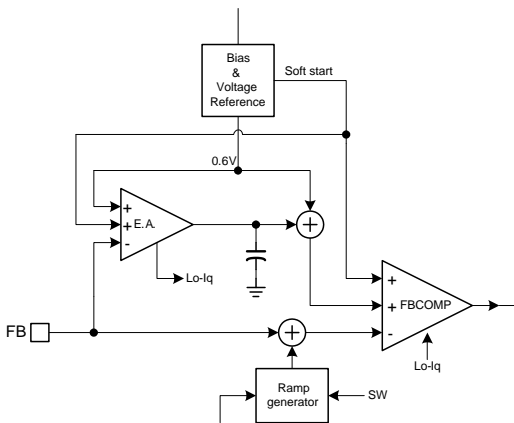 Bias
&
Voltage
Reference
Soft start
0.6V
+
+
-
E.A.
+
Lo-Iq
+
+
-
FBCOMP
FB
+
Lo-Iq
Ramp
generator
SW